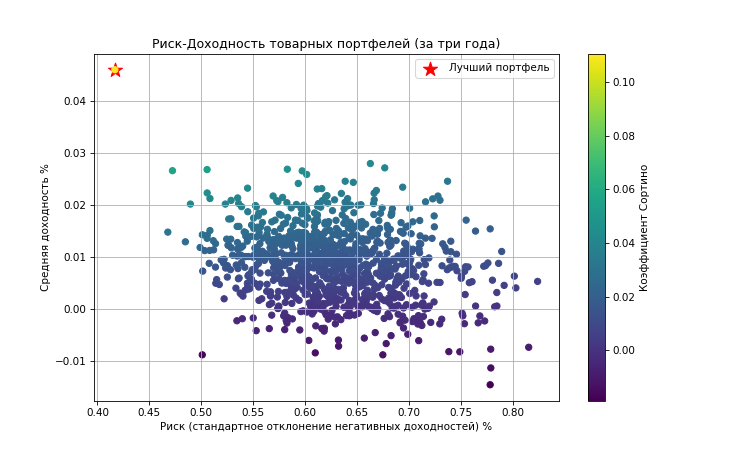 Риск-Доходность товарных портфелей (за три года)
Лучший портфель
Средняя доходность %
0.04
0.03
0.02
0.01
0.00
−0.01
0.40 0.45 0.50 0.55 0.60 0.65 0.70 0.75 0.80
Риск (стандартное отклонение негативных доходностей) %
0.10
0.08
0.06
0.04
0.02
0.00
Коэффициент Сортино